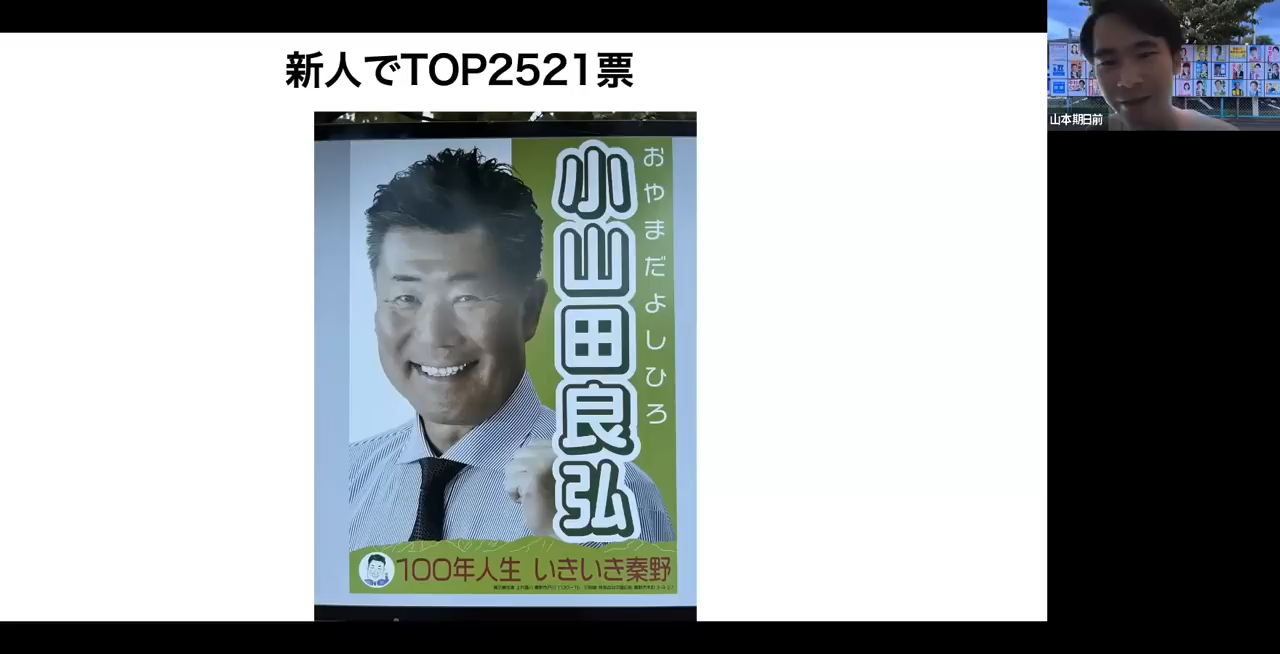 新人でTOP2521票
小山田良弘
おやまだよしひろ
100年人生 いきいき秦野
山本期日前